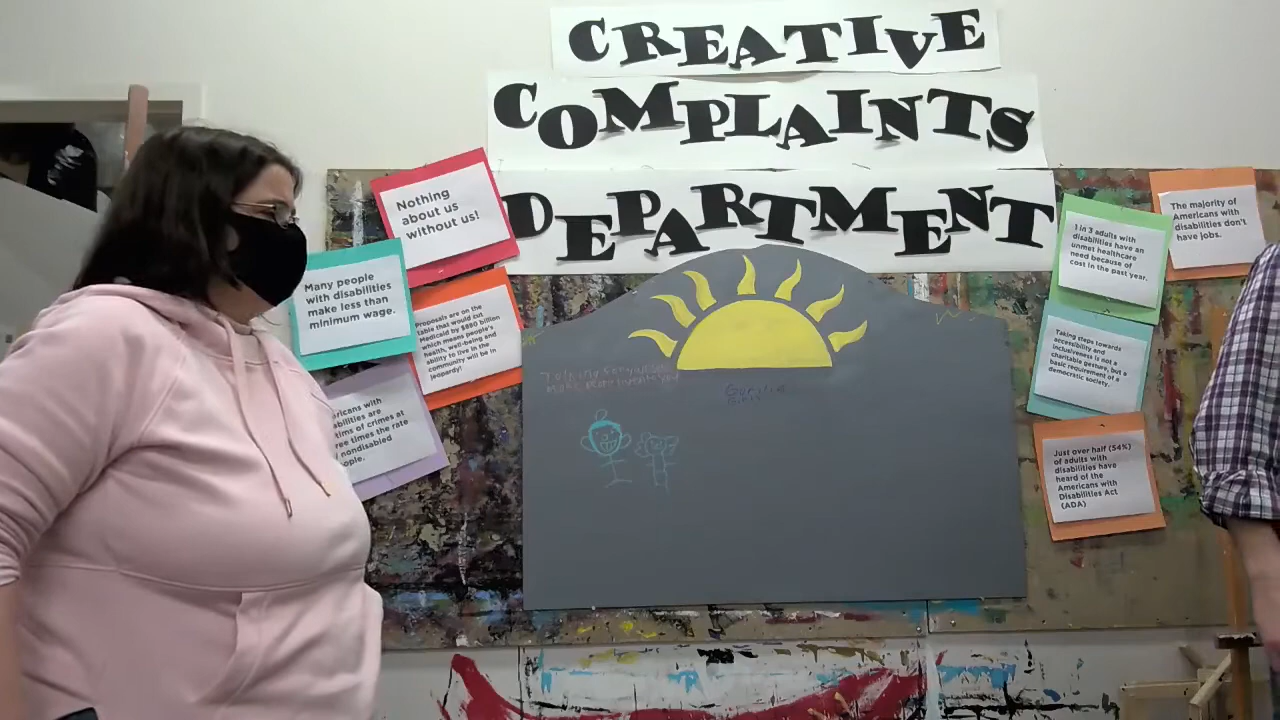 CREATIVE
COMPLAINTS
DEPARTMENT
Nothing
about us
without us!
Many people
with disabilities
make less than
minimum wage.
Proposals are on the
table that would cut
Medicaid by $880 billion
which means people's
health, well-being and
ability to live in the
community will be in
jeopardy!
ricans with
abilities are
tims of crimes at
ree times the rate
nondisabled
ople.
1 in 3 adults with
disabilities have an
unmet healthcare
need because of
cost in the past year.
The majority of
Americans with
disabilities don't
have jobs.
Taking steps towards
accessibility and
inclusiveness is not a
charitable gesture, but a
basic requirement of a
democratic society.
Just over half (54%)
of adults with
disabilities have
heard of the
Americans with
Disabilities Act
(ADA)